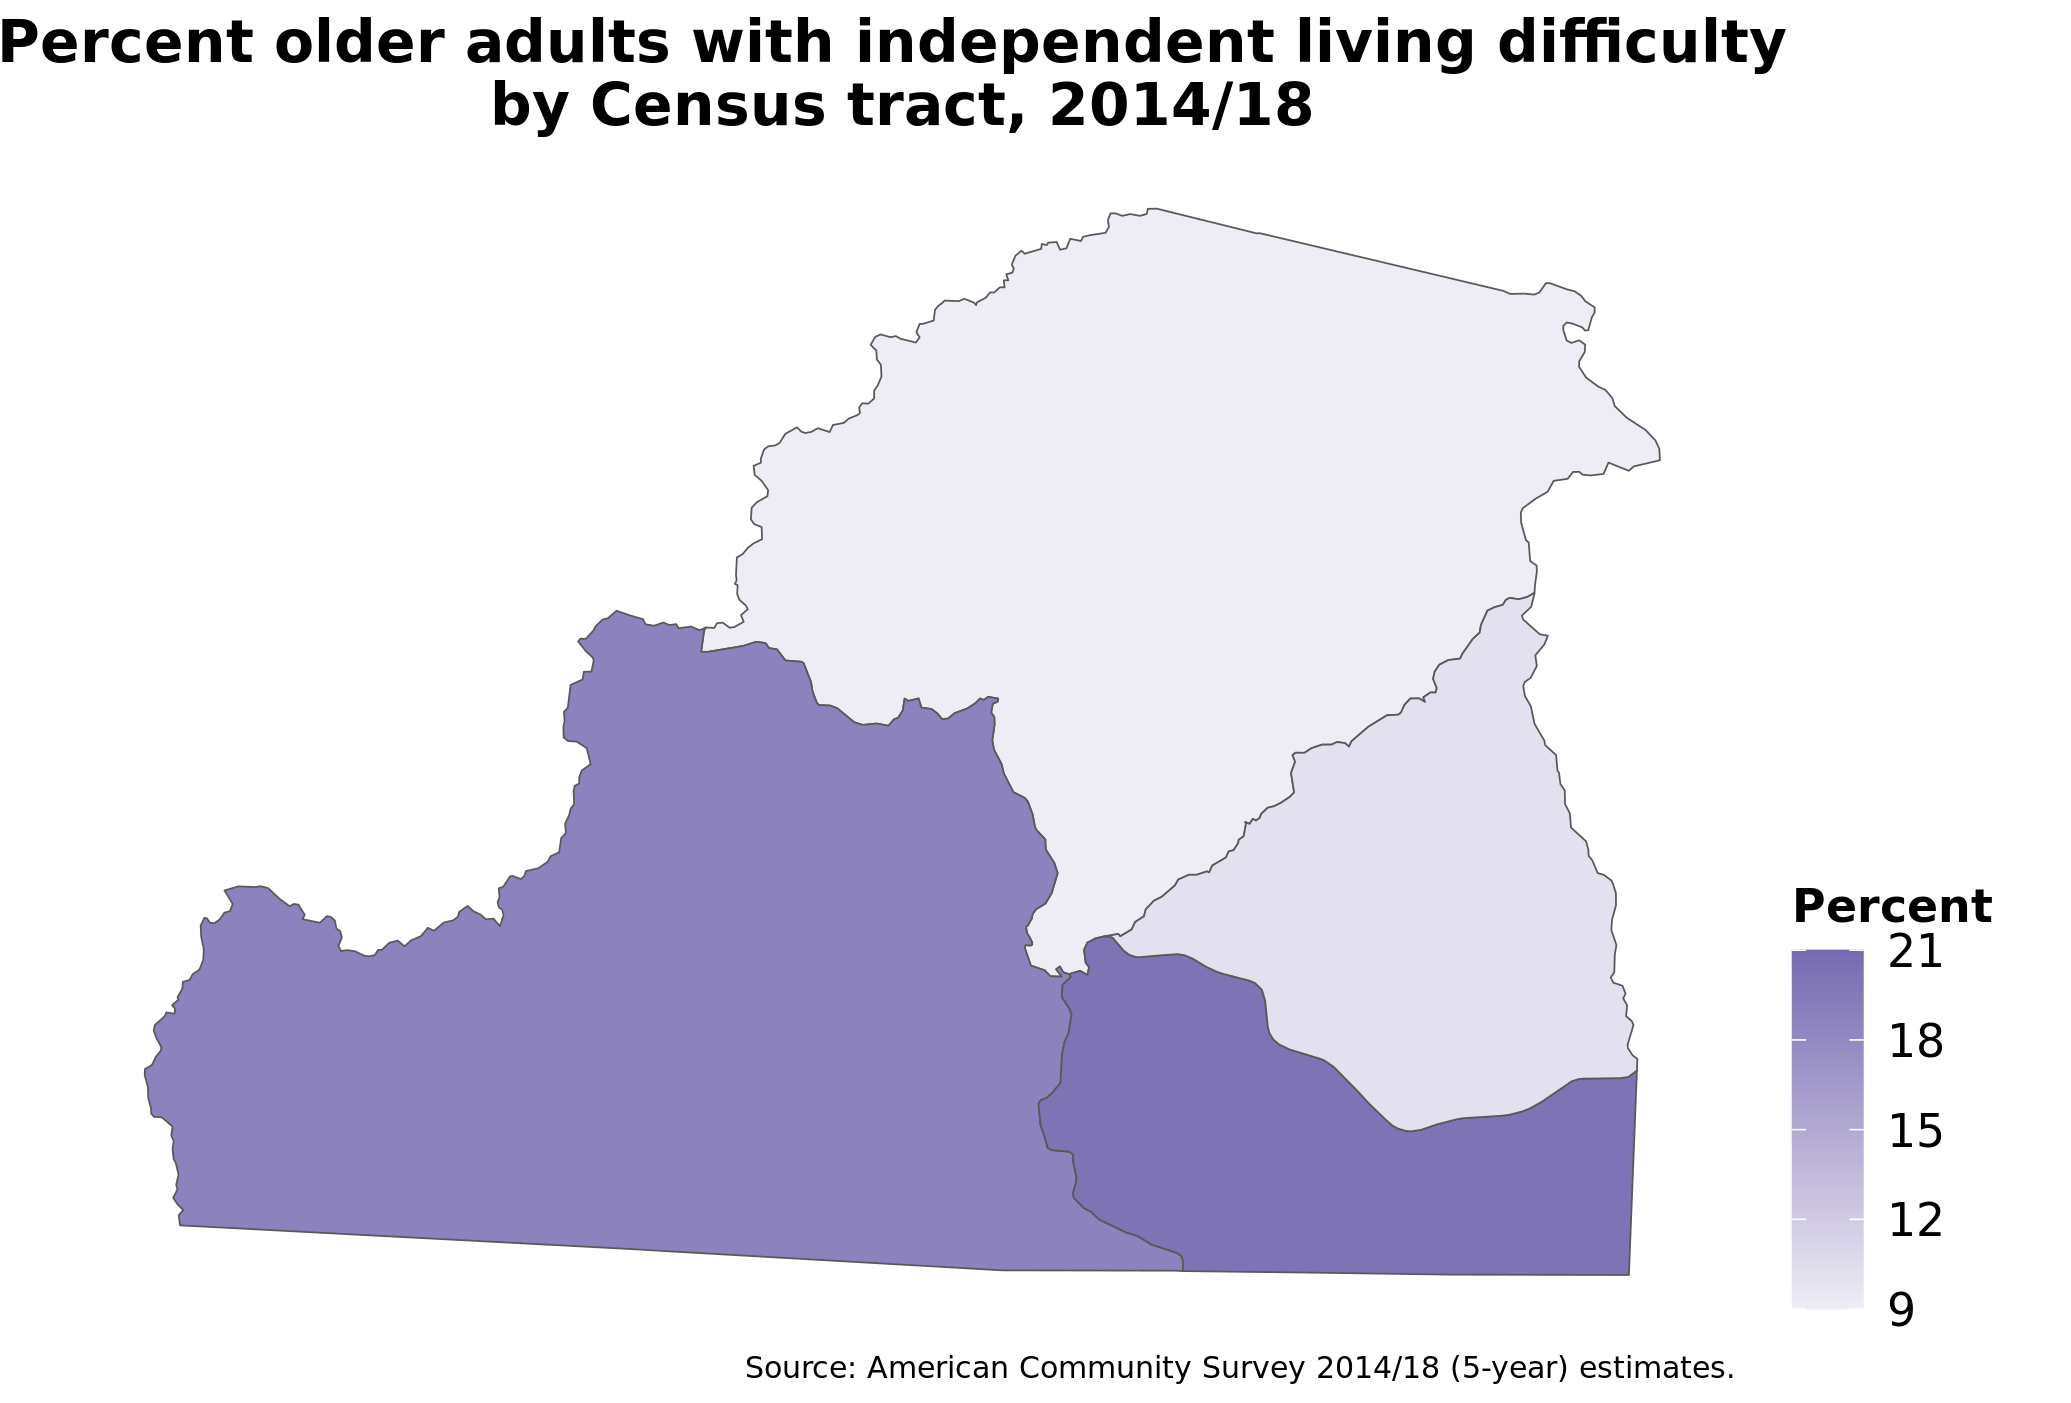 Percent older adults with independent living difficulty
by Census tract, 2014/18
Percent
21
18
15
12
9
Source: American Community Survey 2014/18 (5-year) estimates.